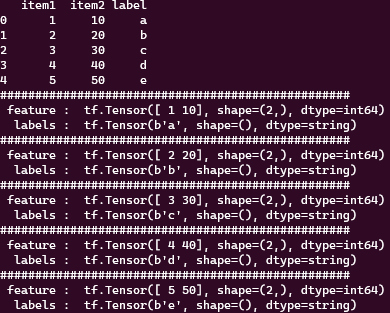 item1  item2 label
0      1     10     a
1      2     20     b
2      3     30     c
3      4     40     d
4      5     50     e
##################################################
 feature :  tf.Tensor([ 1 10], shape=(2,), dtype=int64)
  labels :  tf.Tensor(b'a', shape=(), dtype=string)
##################################################
 feature :  tf.Tensor([ 2 20], shape=(2,), dtype=int64)
  labels :  tf.Tensor(b'b', shape=(), dtype=string)
##################################################
 feature :  tf.Tensor([ 3 30], shape=(2,), dtype=int64)
  labels :  tf.Tensor(b'c', shape=(), dtype=string)
##################################################
 feature :  tf.Tensor([ 4 40], shape=(2,), dtype=int64)
  labels :  tf.Tensor(b'd', shape=(), dtype=string)
##################################################
 feature :  tf.Tensor([ 5 50], shape=(2,), dtype=int64)
  labels :  tf.Tensor(b'e', shape=(), dtype=string)